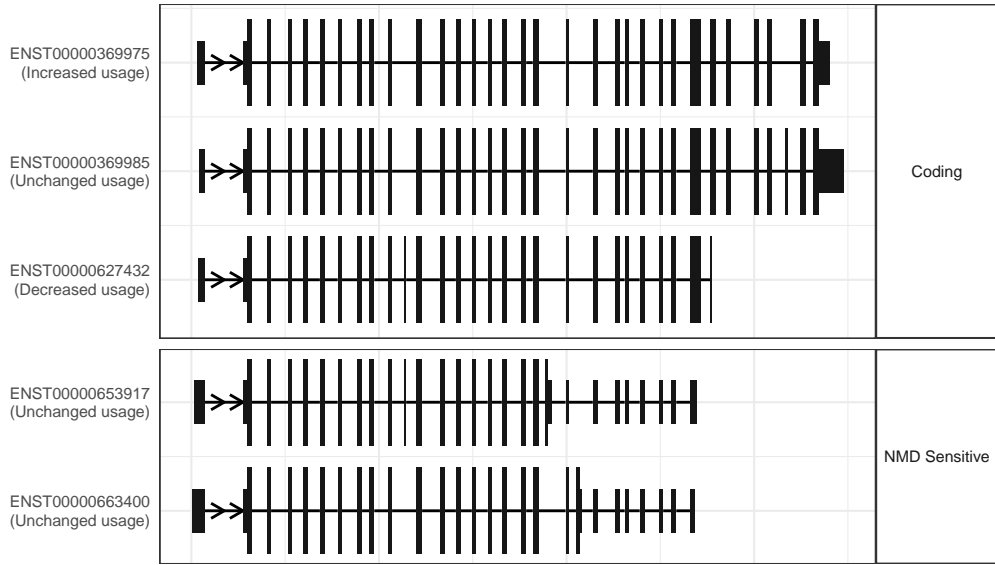 ENST00000369975
(Increased usage)
ENST00000369985
(Unchanged usage)
Coding
ENST00000627432
(Decreased usage)
ENST00000653917
(Unchanged usage)
NMD Sensitive
ENST00000663400
(Unchanged usage)